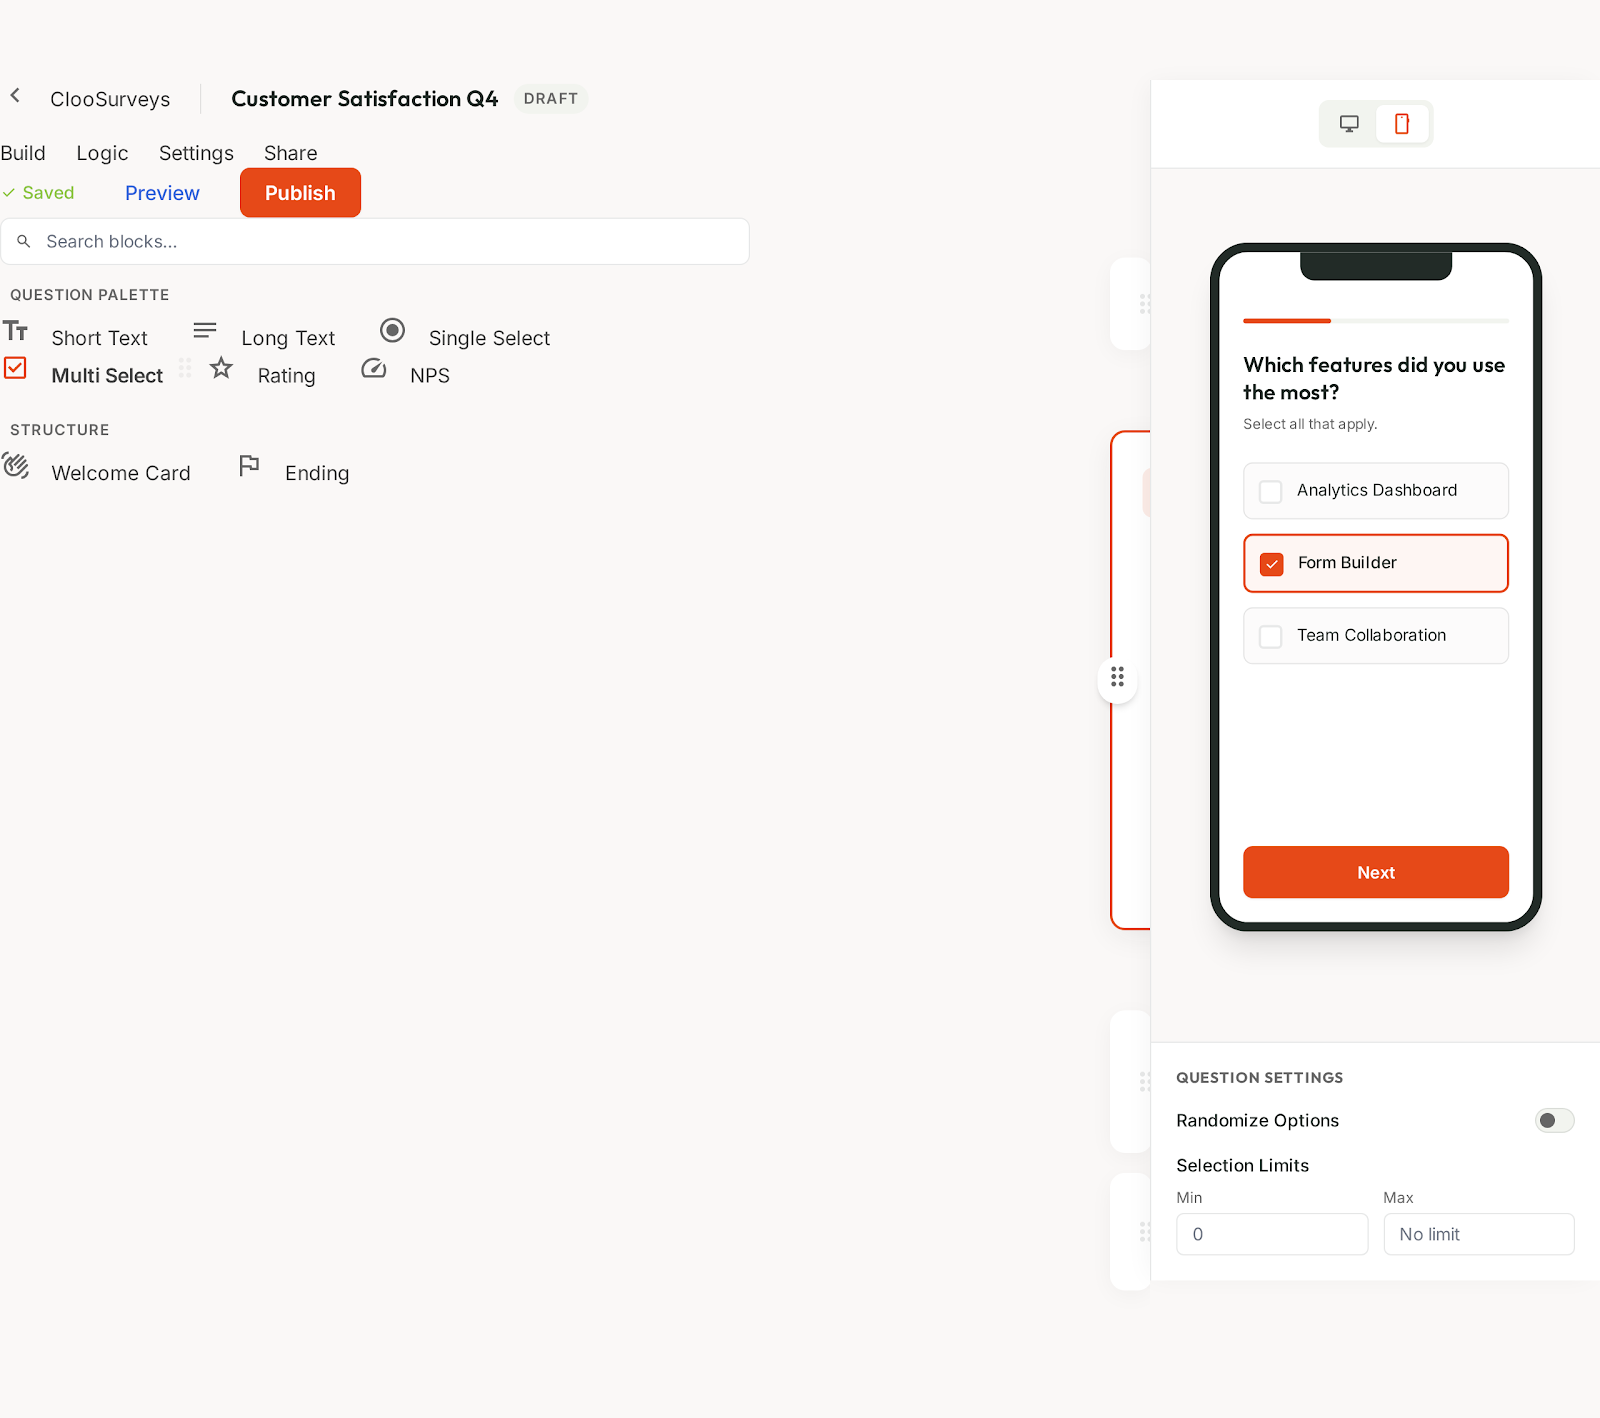 ClooSurveys
Customer Satisfaction Q4
DRAFT
Build Logic Settings Share
Saved Preview Publish
Search blocks...
QUESTION PALETTE
Short Text Long Text Single Select
Multi Select Rating NPS
STRUCTURE
Welcome Card Ending
Which features did you use
the most?
Select all that apply.
Analytics Dashboard
Form Builder
Team Collaboration
Next
QUESTION SETTINGS
Randomize Options
Selection Limits
Min Max
0 No limit